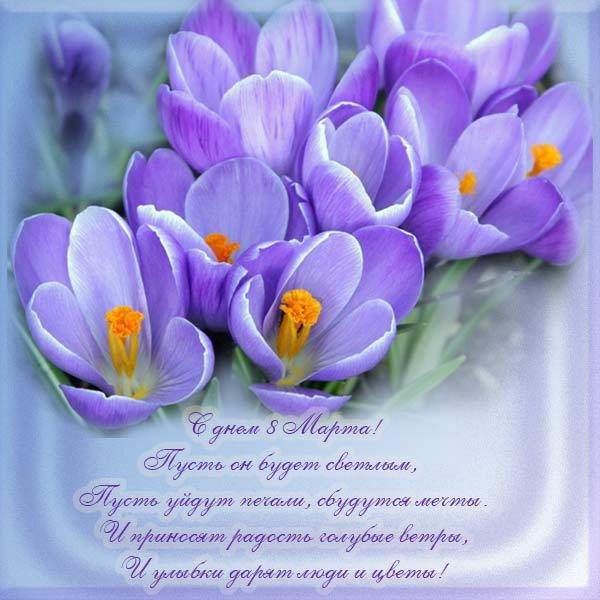 С днем 8 Марта!
Пусть он будет светлым,
Пусть уйдут печали, сбудутся мечты.
И приносят радость голубые ветры,
И улыбки дарят люди и цветы!